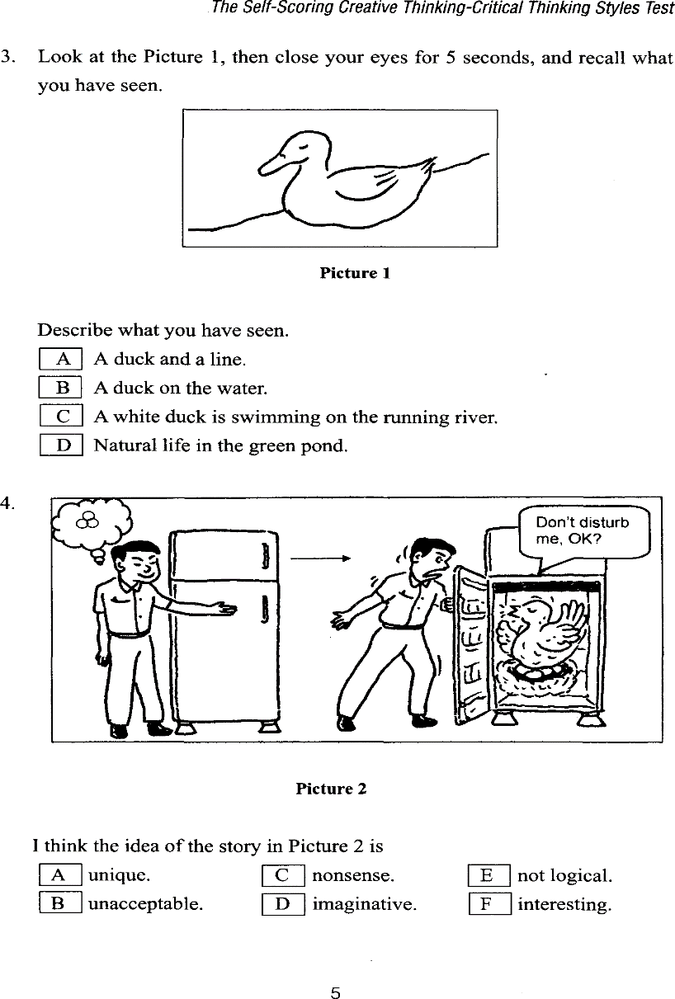 The Self-Scoring Creative Thinking-Critical Thinking Styles Test
3. Look at the Picture 1, then close your eyes for 5 seconds, and recall what
you have seen.
Picture 1
Describe what you have seen.
A A duck and a line.
B A duck on the water.
C A white duck is swimming on the running river.
D Natural life in the green pond.
4.
Don't disturb
me, OK?
Picture 2
I think the idea of the story in Picture 2 is
A unique. C nonsense. E not logical.
B unacceptable. D imaginative. F interesting.
5